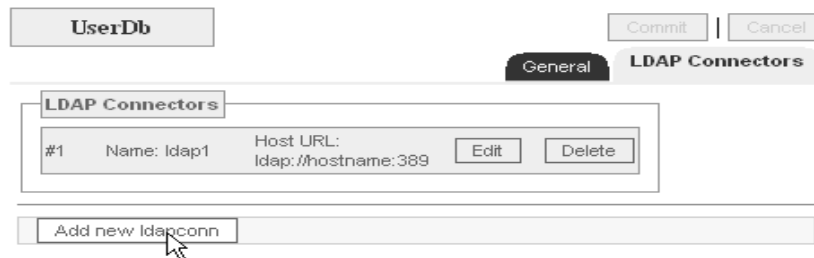 UserDb
Commit | Cancel
General LDAP Connectors
LDAP Connectors
#1 Name: ldap1 Host URL: ldap://hostname:389 Edit Delete
Add new ldapconn